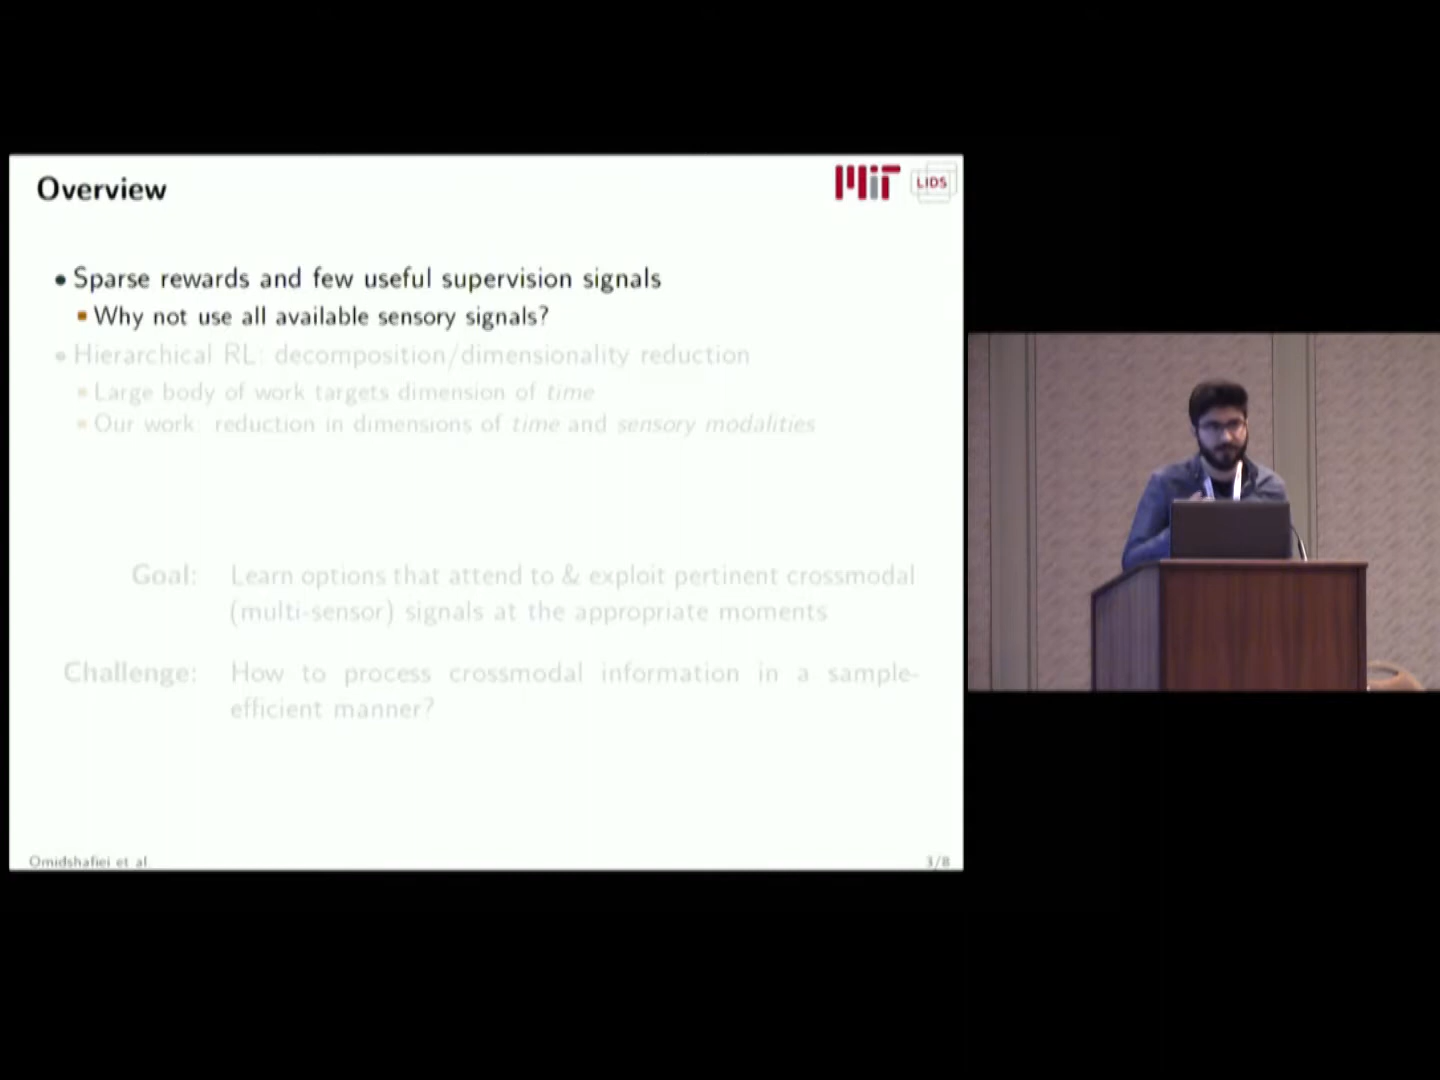 Overview
MIT
LIDS
• Sparse rewards and few useful supervision signals
▪ Why not use all available sensory signals?
• Hierarchical RL: decomposition/dimensionality reduction
▪ Large body of work targets dimension of time
▪ Our work: reduction in dimensions of time and sensory modalities
Goal: Learn options that attend to & exploit pertinent crossmodal
(multi-sensor) signals at the appropriate moments
Challenge: How to process crossmodal information in a sample-
efficient manner?
Omidshafiei et al
3/8